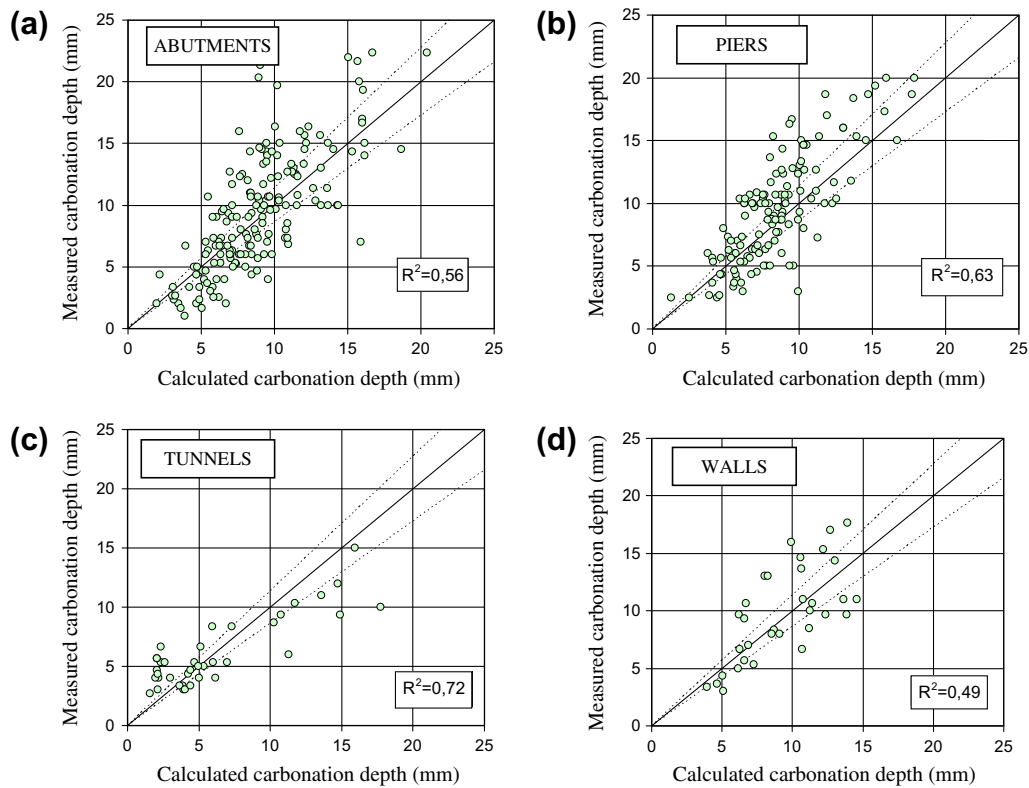 (a)
ABUTMENTS
Measured carbonation depth (mm)
25
20
15
10
5
0
R²=0,56
0 5 10 15 20 25
Calculated carbonation depth (mm)
(b)
PIERS
Measured carbonation depth (mm)
25
20
15
10
5
0
R²=0,63
0 5 10 15 20 25
Calculated carbonation depth (mm)
(c)
TUNNELS
Measured carbonation depth (mm)
25
20
15
10
5
0
R²=0,72
0 5 10 15 20 25
Calculated carbonation depth (mm)
(d)
WALLS
Measured carbonation depth (mm)
25
20
15
10
5
0
R²=0,49
0 5 10 15 20 25
Calculated carbonation depth (mm)